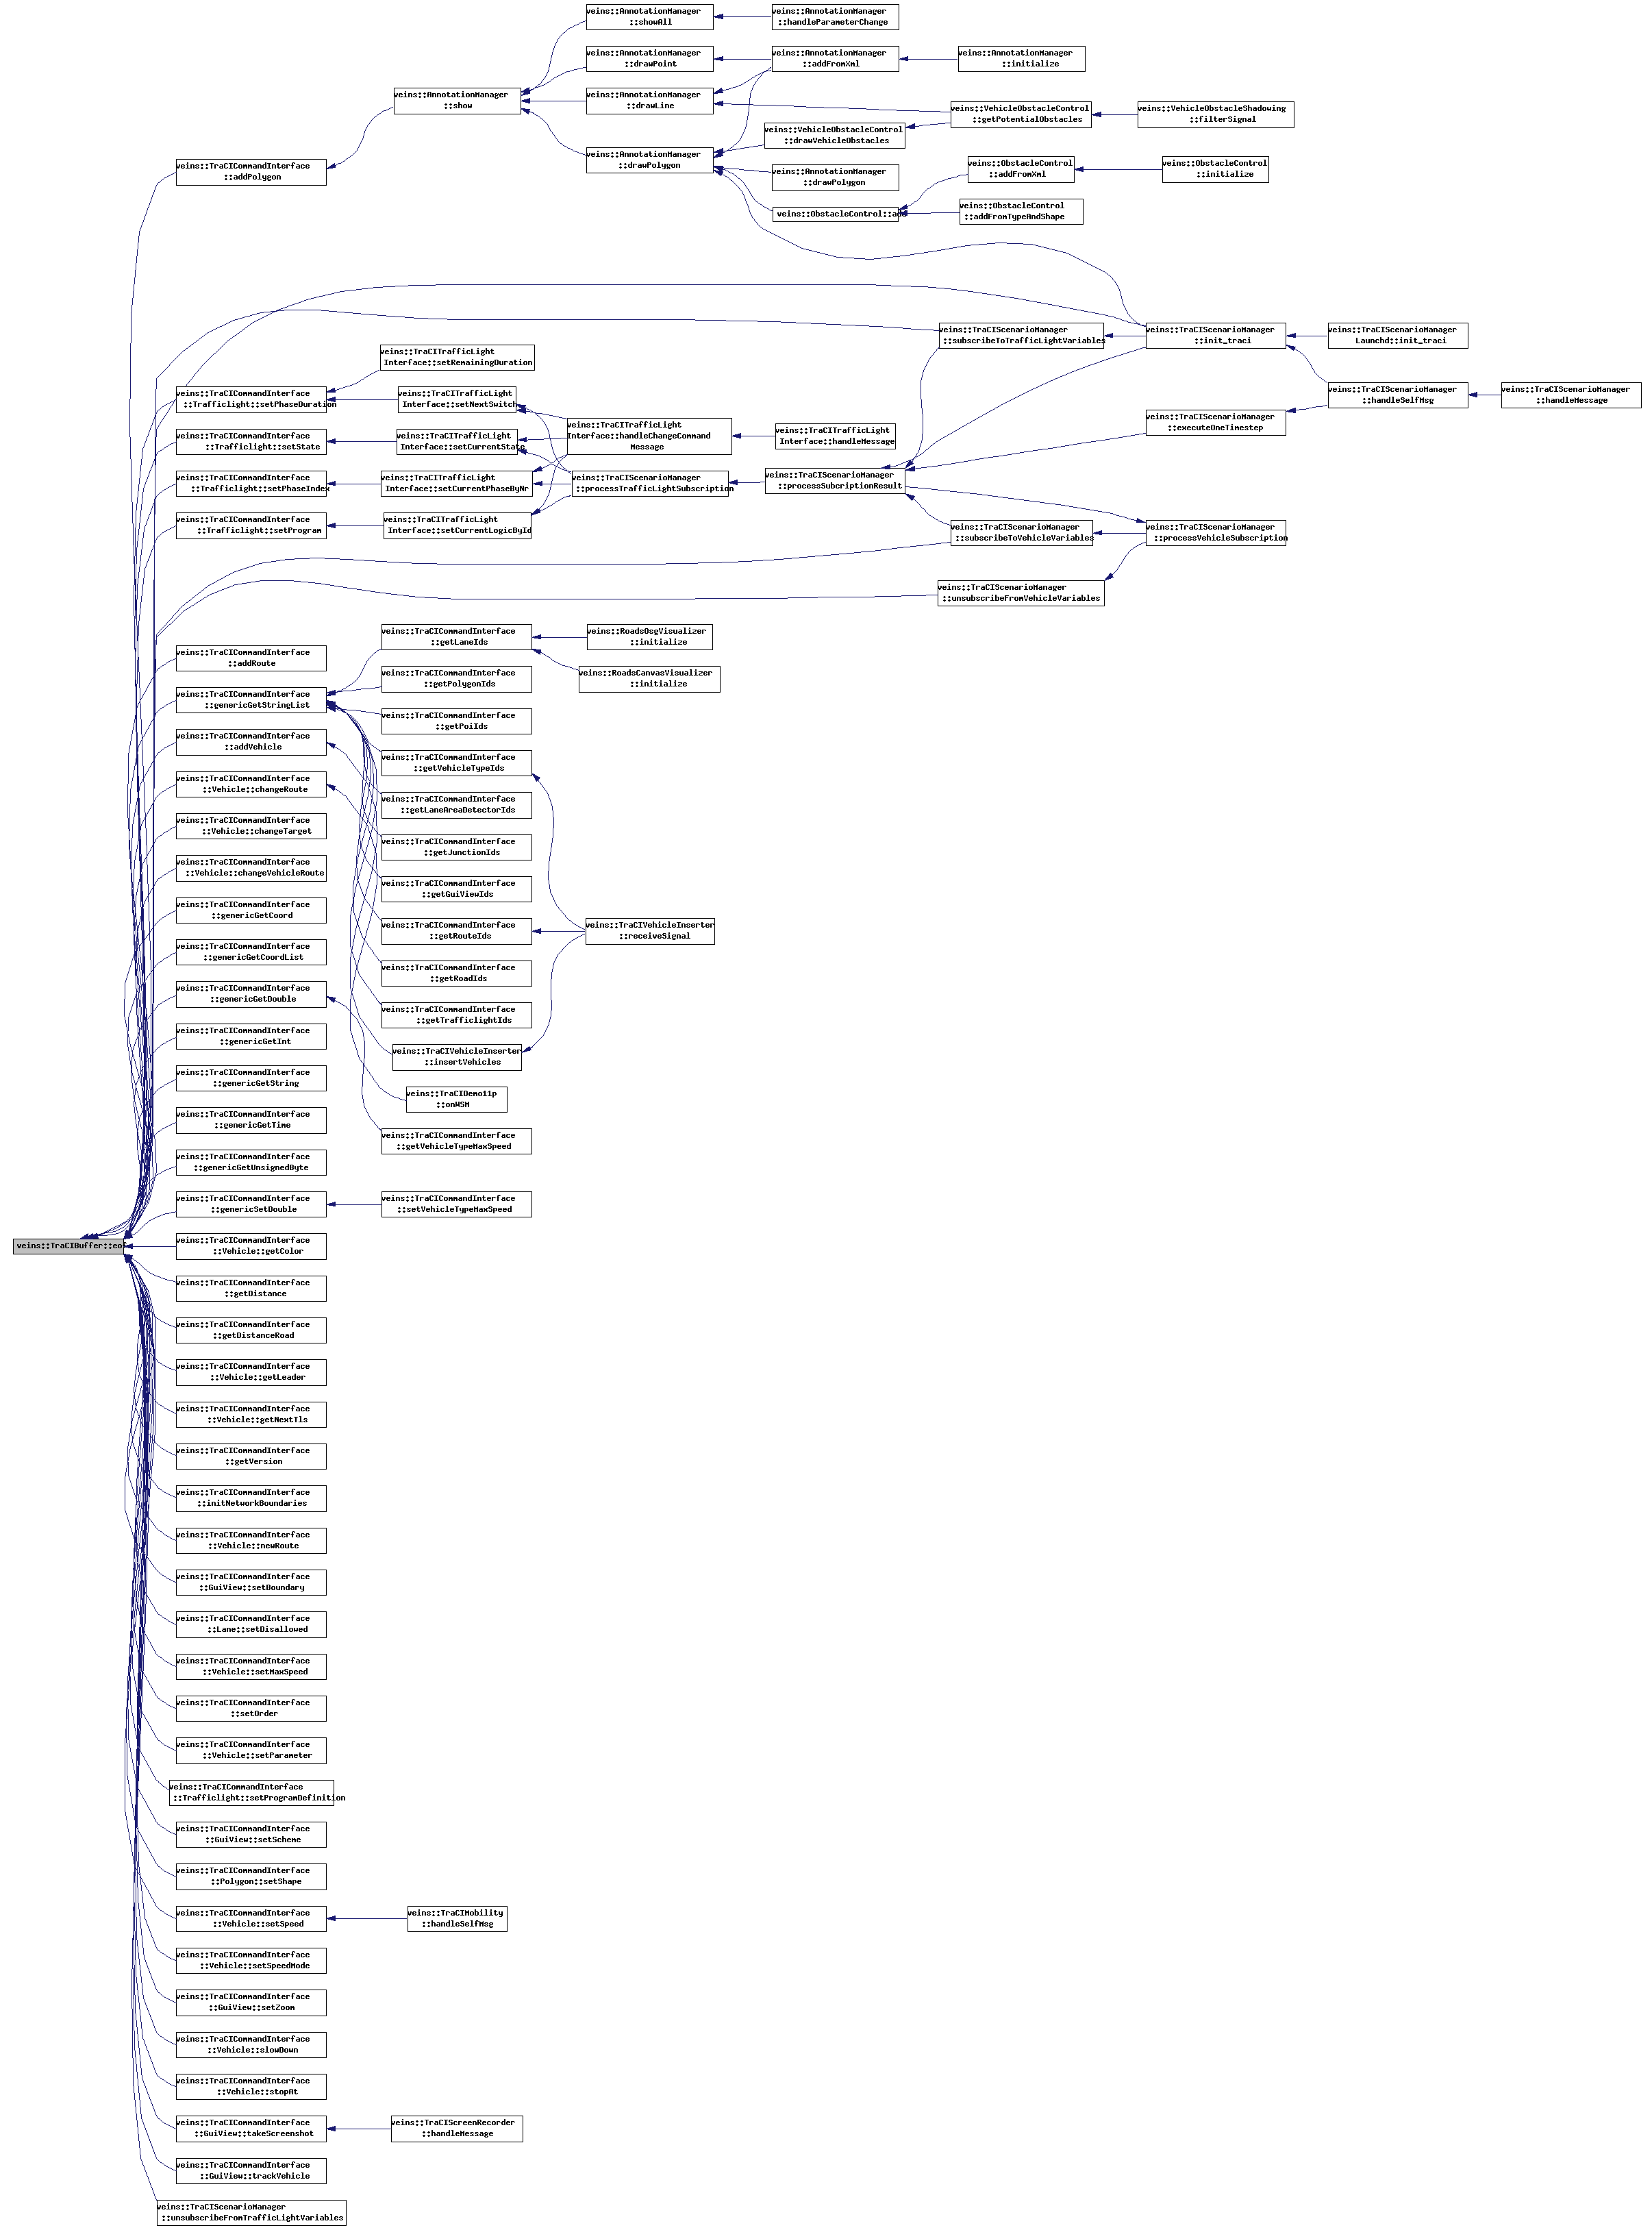 veins::AnnotationManager
::showAll
veins::AnnotationManager
::handleParameterChange
veins::AnnotationManager
::drawPoint
veins::AnnotationManager
::addFromXml
veins::AnnotationManager
::initialize
veins::AnnotationManager
::show
veins::AnnotationManager
::drawLine
veins::VehicleObstacleControl
::getPotentialObstacles
veins::VehicleObstacleShadowing
::filterSignal
veins::VehicleObstacleControl
::drawVehicleObstacles
veins::AnnotationManager
::drawPolygon
veins::ObstacleControl
::addFromXml
veins::ObstacleControl
::initialize
veins::TraCICommandInterface
::addPolygon
veins::AnnotationManager
::drawPolygon
veins::ObstacleControl::add
veins::ObstacleControl
::addFromTypeAndShape
veins::TraCIScenarioManager
::subscribeToTrafficLightVariables
veins::TraCIScenarioManager
::init_traci
veins::TraCIScenarioManager
Launchd::init_traci
veins::TraCITrafficLight
Interface::setRemainingDuration
veins::TraCICommandInterface
::Trafficlight::setPhaseDuration
veins::TraCITrafficLight
Interface::setNextSwitch
veins::TraCIScenarioManager
::handleSelfMsg
veins::TraCIScenarioManager
::handleMessage
veins::TraCICommandInterface
::Trafficlight::setState
veins::TraCITrafficLight
Interface::setCurrentState
veins::TraCITrafficLight
Interface::handleChangeCommand
Message
veins::TraCITrafficLight
Interface::handleMessage
veins::TraCIScenarioManager
::executeOneTimestep
veins::TraCICommandInterface
::Trafficlight::setPhaseIndex
veins::TraCITrafficLight
Interface::setCurrentPhaseByNr
veins::TraCIScenarioManager
::processTrafficLightSubscription
veins::TraCIScenarioManager
::processSubcriptionResult
veins::TraCICommandInterface
::Trafficlight::setProgram
veins::TraCITrafficLight
Interface::setCurrentLogicById
veins::TraCIScenarioManager
::subscribeToVehicleVariables
veins::TraCIScenarioManager
::processVehicleSubscription
veins::TraCIScenarioManager
::unsubscribeFromVehicleVariables
veins::TraCICommandInterface
::getLaneIds
veins::RoadsOsgVisualizer
::initialize
veins::TraCICommandInterface
::addRoute
veins::TraCICommandInterface
::getPolygonIds
veins::RoadsCanvasVisualizer
::initialize
veins::TraCICommandInterface
::genericGetStringList
veins::TraCICommandInterface
::getPoiIds
veins::TraCICommandInterface
::addVehicle
veins::TraCICommandInterface
::getVehicleTypeIds
veins::TraCICommandInterface
::Vehicle::changeRoute
veins::TraCICommandInterface
::getLaneAreaDetectorIds
veins::TraCICommandInterface
::Vehicle::changeTarget
veins::TraCICommandInterface
::getJunctionIds
veins::TraCICommandInterface
::Vehicle::changeVehicleRoute
veins::TraCICommandInterface
::getGuiViewIds
veins::TraCICommandInterface
::genericGetCoord
veins::TraCICommandInterface
::getRouteIds
veins::TraCIVehicleInserter
::receiveSignal
veins::TraCICommandInterface
::genericGetCoordList
veins::TraCICommandInterface
::getRoadIds
veins::TraCICommandInterface
::genericGetDouble
veins::TraCICommandInterface
::getTrafficlightIds
veins::TraCICommandInterface
::genericGetInt
veins::TraCIVehicleInserter
::insertVehicles
veins::TraCICommandInterface
::genericGetString
veins::TraCIDemo11p
::onWSM
veins::TraCICommandInterface
::genericGetTime
veins::TraCICommandInterface
::getVehicleTypeMaxSpeed
veins::TraCICommandInterface
::genericGetUnsignedByte
veins::TraCICommandInterface
::genericSetDouble
veins::TraCICommandInterface
::setVehicleTypeMaxSpeed
veins::TraCIBuffer::eof
veins::TraCICommandInterface
::Vehicle::getColor
veins::TraCICommandInterface
::getDistance
veins::TraCICommandInterface
::getDistanceRoad
veins::TraCICommandInterface
::Vehicle::getLeader
veins::TraCICommandInterface
::Vehicle::getNextTls
veins::TraCICommandInterface
::getVersion
veins::TraCICommandInterface
::initNetworkBoundaries
veins::TraCICommandInterface
::Vehicle::newRoute
veins::TraCICommandInterface
::GuiView::setBoundary
veins::TraCICommandInterface
::Lane::setDisallowed
veins::TraCICommandInterface
::Vehicle::setMaxSpeed
veins::TraCICommandInterface
::setOrder
veins::TraCICommandInterface
::Vehicle::setParameter
veins::TraCICommandInterface
::Trafficlight::setProgramDefinition
veins::TraCICommandInterface
::GuiView::setScheme
veins::TraCICommandInterface
::Polygon::setShape
veins::TraCICommandInterface
::Vehicle::setSpeed
veins::TraCIMobility
::handleSelfMsg
veins::TraCICommandInterface
::Vehicle::setSpeedMode
veins::TraCICommandInterface
::GuiView::setZoom
veins::TraCICommandInterface
::Vehicle::slowDown
veins::TraCICommandInterface
::Vehicle::stopAt
veins::TraCICommandInterface
::GuiView::takeScreenshot
veins::TraCIScreenRecorder
::handleMessage
veins::TraCICommandInterface
::GuiView::trackVehicle
veins::TraCIScenarioManager
::unsubscribeFromTrafficLightVariables